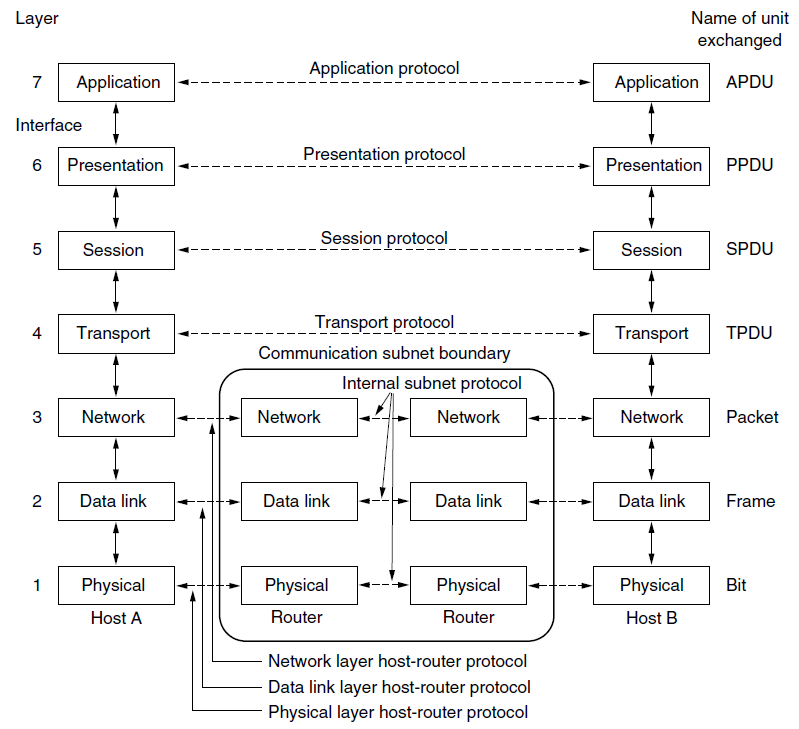 Layer
Name of unit
exchanged
Application protocol
7 Application Application APDU
Interface
Presentation protocol
6 Presentation Presentation PPDU
Session protocol
5 Session Session SPDU
Transport protocol
4 Transport Transport TPDU
Communication subnet boundary
Internal subnet protocol
3 Network Network Network Network Packet
2 Data link Data link Data link Data link Frame
1 Physical Physical Physical Physical Bit
Host A Router Router Host B
Network layer host-router protocol
Data link layer host-router protocol
Physical layer host-router protocol